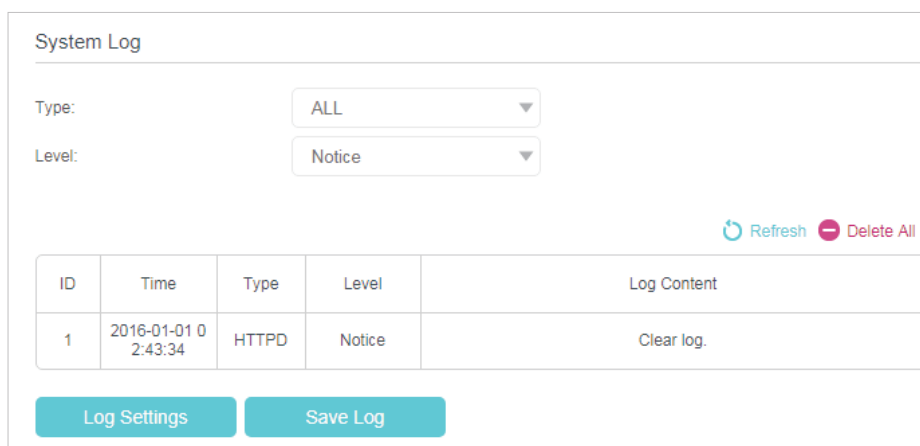 System Log
Type:
ALL
Level:
Notice
Refresh Delete All
ID Time Type Level Log Content
1 2016-01-01 0 HTTPD Notice Clear log.
2:43:34
Log Settings Save Log